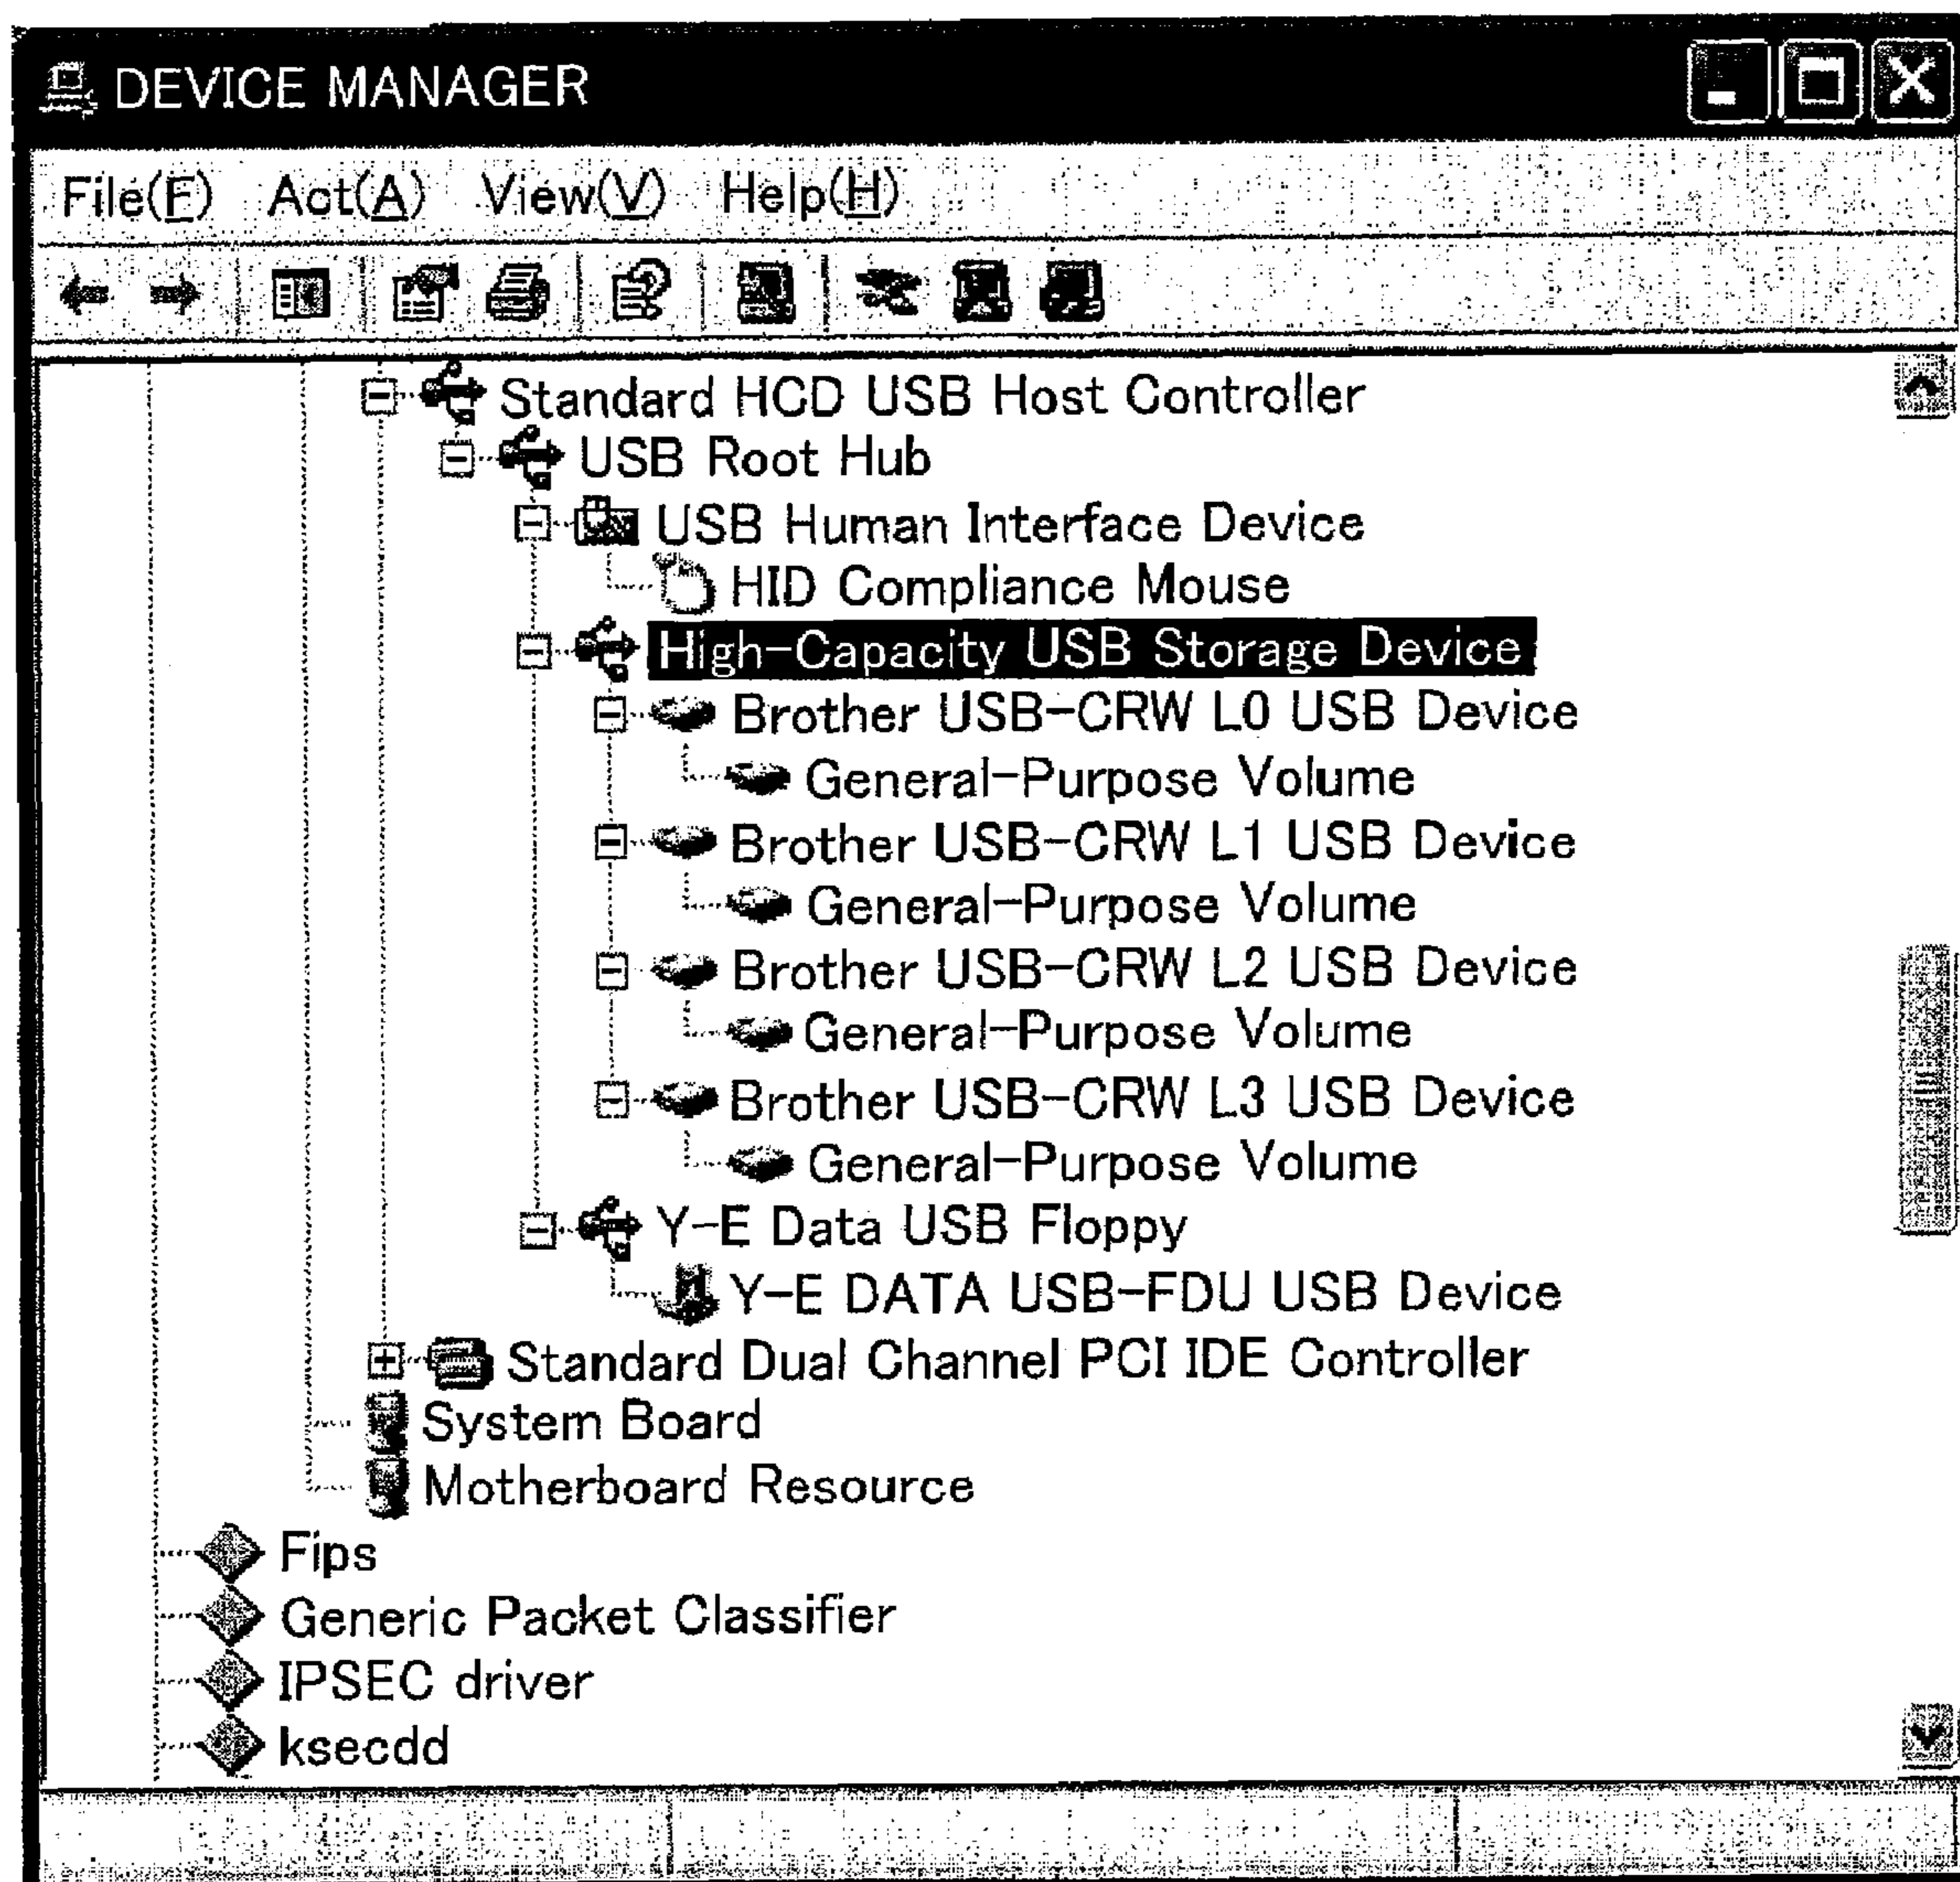 DEVICE MANAGER
File(F) Act(A) View(V) Help(H)
Standard HCD USB Host Controller
USB Root Hub
USB Human Interface Device
HID Compliance Mouse
High-Capacity USB Storage Device
Brother USB-CRW L0 USB Device
General-Purpose Volume
Brother USB-CRW L1 USB Device
General-Purpose Volume
Brother USB-CRW L2 USB Device
General-Purpose Volume
Brother USB-CRW L3 USB Device
General-Purpose Volume
Y-E Data USB Floppy
Y-E DATA USB-FDU USB Device
Standard Dual Channel PCI IDE Controller
System Board
Motherboard Resource
Fips
Generic Packet Classifier
IPSEC driver
ksecdd